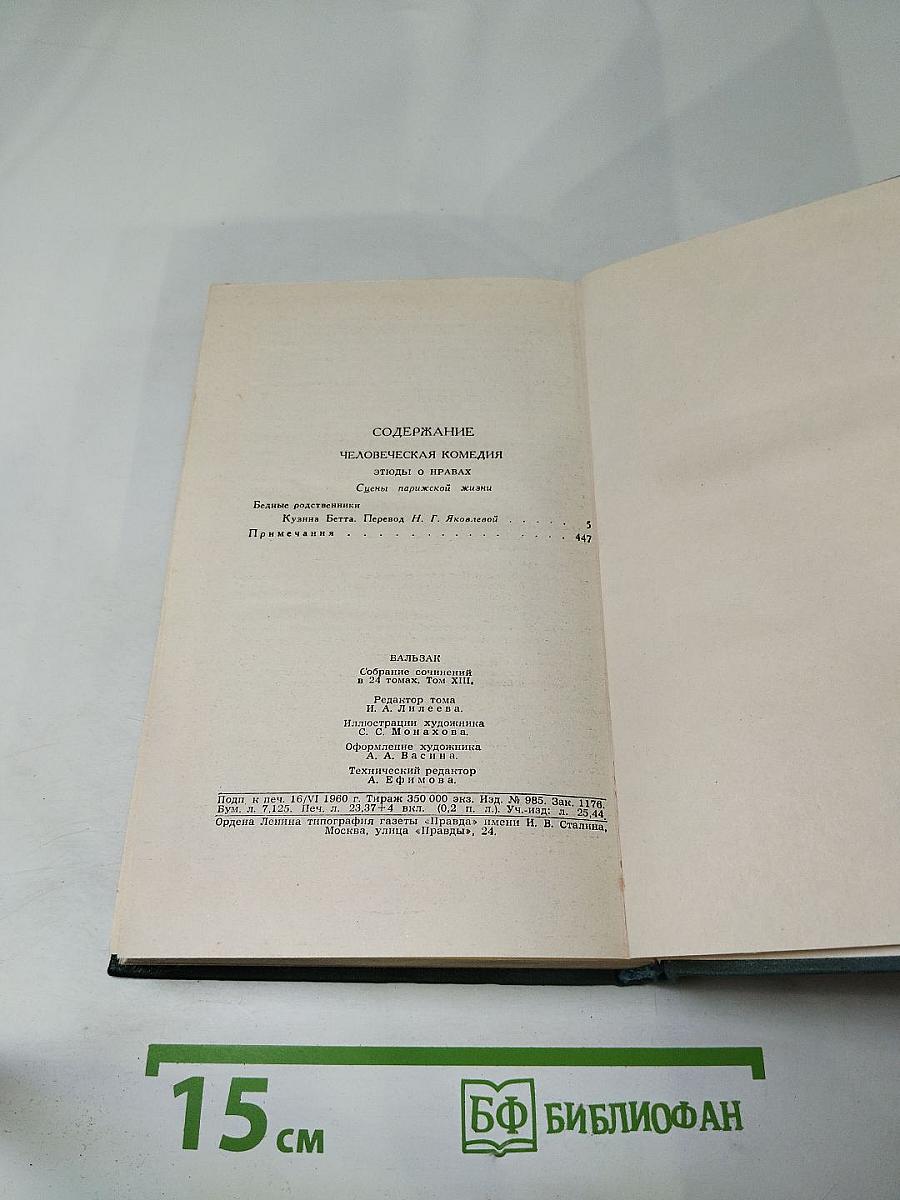 СОДЕРЖАНИЕ
ЧЕЛОВЕЧЕСКАЯ КОМЕДИЯ
ЭТЮДЫ О НРАВАХ
Сцены парижской жизни
Бедные родственники
Кузина Бетта. Перевод Н. Г. Яковлевой . . . . . 5
Примечания . . . . . . . . . . . . . . . 447
БАЛЬЗАК
Собрание сочинений
в 24 томах. Том XIII.
Редактор тома
И. А. Лилеева.
Иллюстрации художника
С. С. Монахова.
Оформление художника
А. А. Васина.
Технический редактор
А. Ефимова.
Подп. к печ. 16/VI 1960 г. Тираж 350 000 экз. Изд. № 985. Зак. 1176.
Бум. л. 7,125. Печ. л. 23,37+4 вкл. (0,2 п. л.). Уч.-изд. л. 25,44.
Ордена Ленина типография газеты «Правда» имени И. В. Сталина,
Москва, улица «Правды», 24.
15 см
БФ БИБЛИОФАН